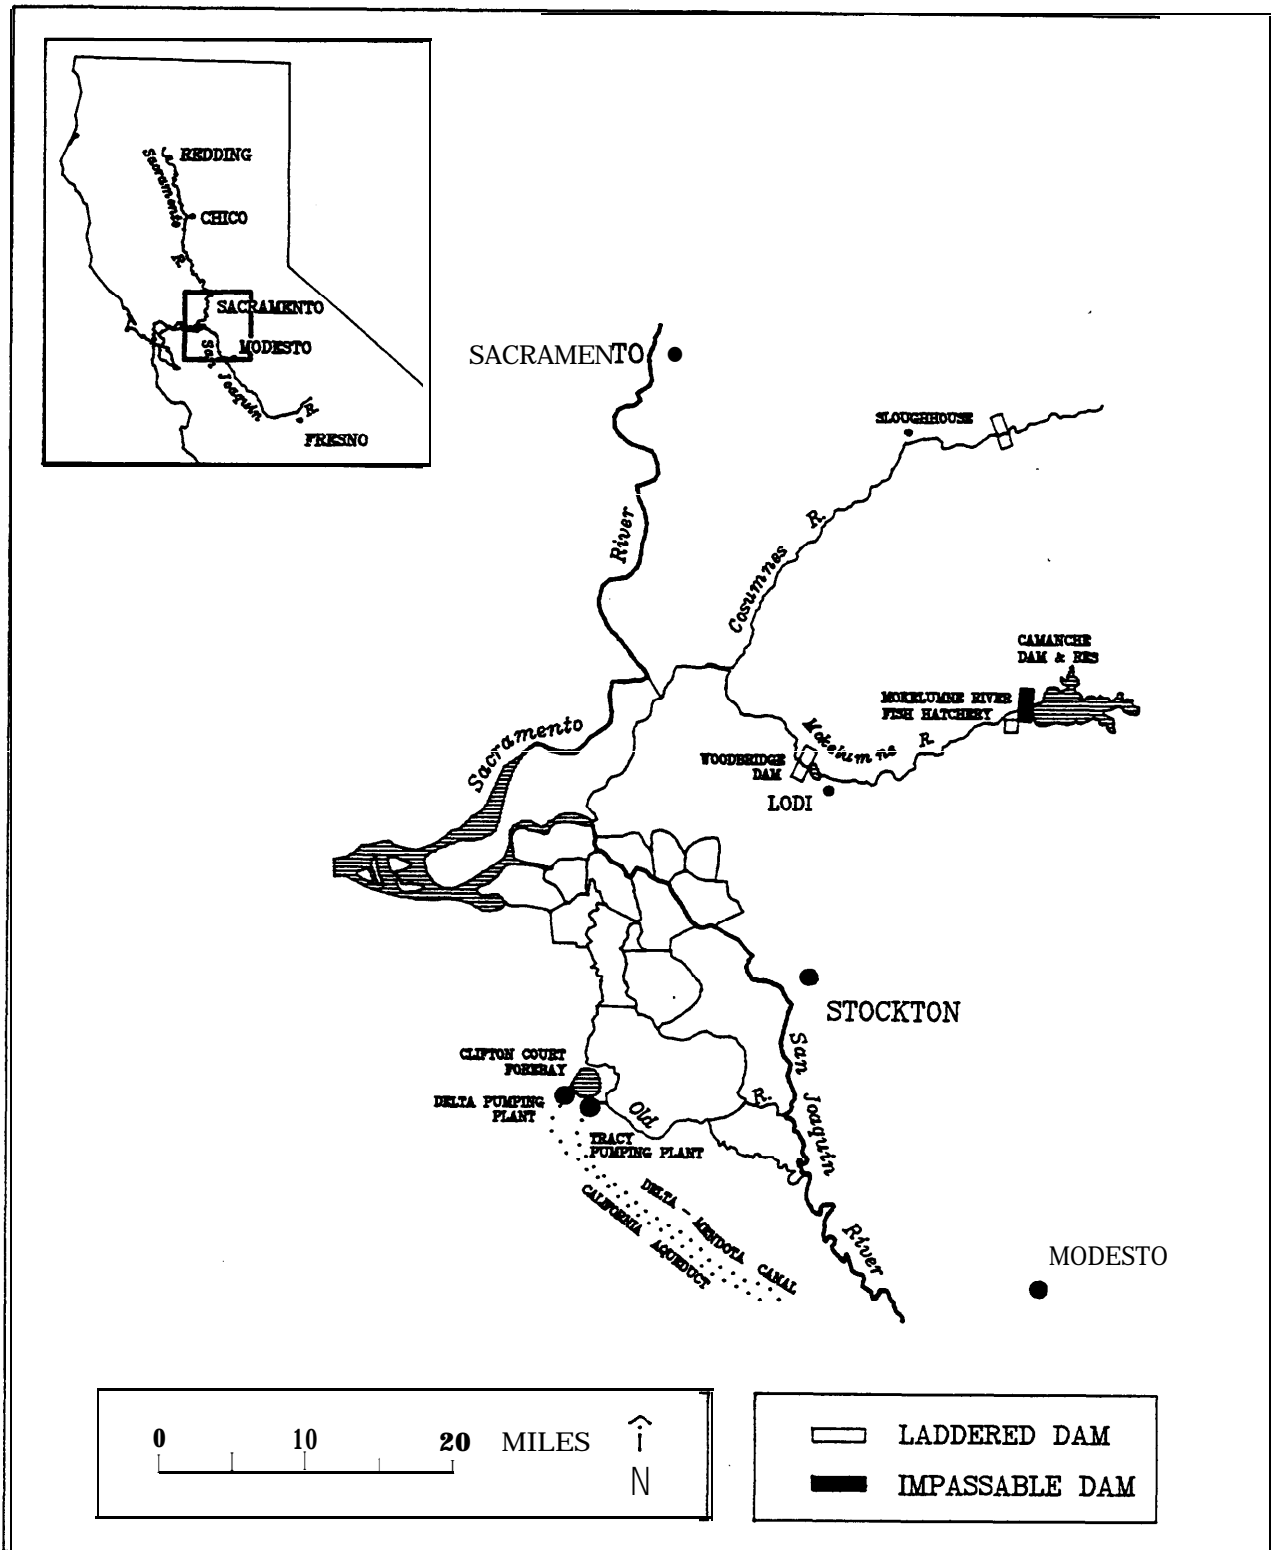 REDDING
Sacramento
CHICO
R.
SACRAMENTO
MODESTO
San Joaquin
R.
FRESNO
SACRAMENTO
SLOUGHHOUSE
River
Cosumnes R.
CAMANCHE
DAM & RES
MOKELUMNE RIVER
FISH HATCHERY
Sacramento
Mokelumne R.
WOODBRIDGE
DAM
LODI
STOCKTON
San Joaquin River
CLIFTON COURT
FOREBAY
DELTA PUMPING
PLANT
Old R.
TRACY
PUMPING PLANT
DELTA - MENDOTA CANAL
CALIFORNIA AQUEDUCT
MODESTO
0 10 20 MILES
N
LADDERED DAM
IMPASSABLE DAM